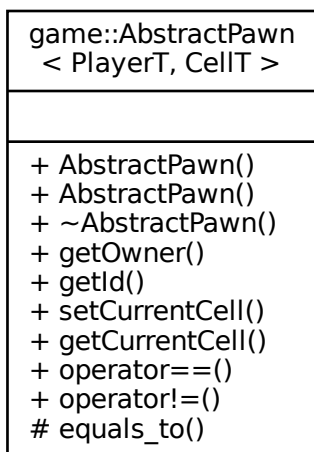 game::AbstractPawn
< PlayerT, CellT >
+ AbstractPawn()
+ AbstractPawn()
+ ~AbstractPawn()
+ getOwner()
+ getId()
+ setCurrentCell()
+ getCurrentCell()
+ operator==()
+ operator!=()
# equals_to()